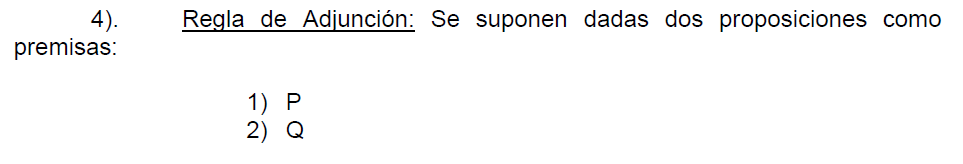 4). Regla de Adjunción: Se suponen dadas dos proposiciones como
premisas:
1) P
2) Q